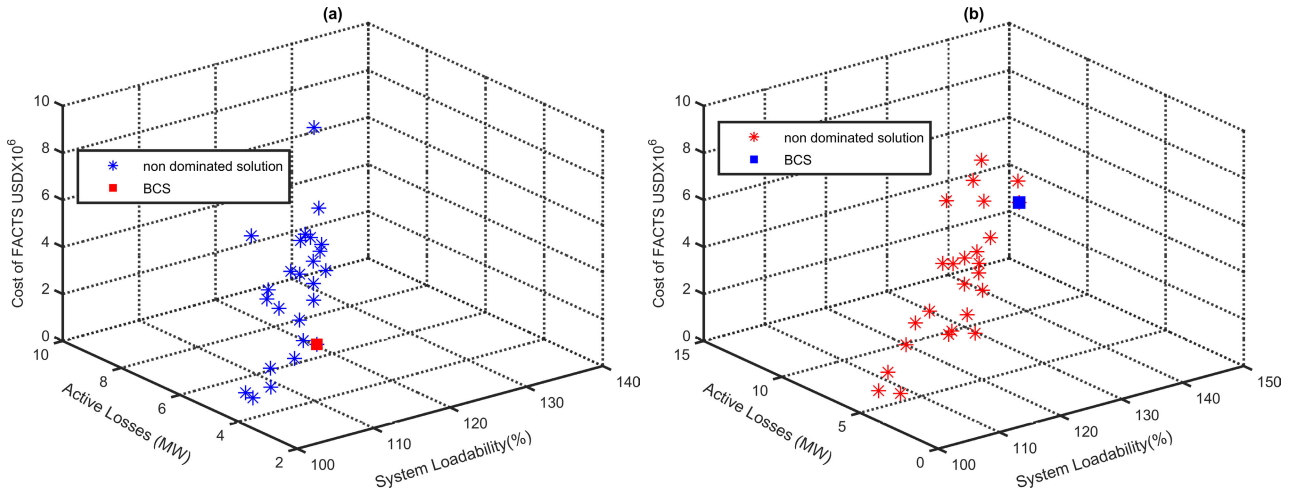 (a)
10
8
6
4
2
0
Cost of FACTS USDX10^6
non dominated solution
BCS
10
8
6
4
2
Active Losses (MW)
100
110
120
130
140
System Loadability(%)
(b)
10
8
6
4
2
0
Cost of FACTS USDX10^6
non dominated solution
BCS
15
10
5
0
Active Losses (MW)
100
110
120
130
140
150
System Loadability(%)